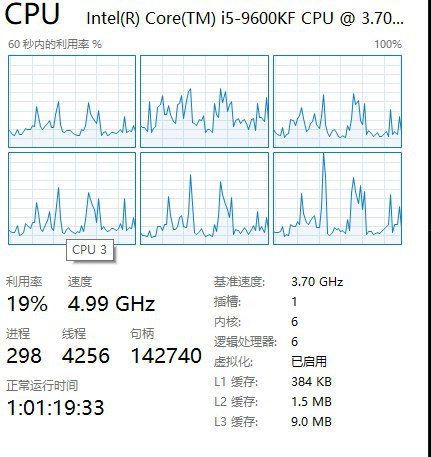 CPU
Intel(R) Core(TM) i5-9600KF CPU @ 3.70...
60 秒内的利用率 %
100%
CPU 3
利用率 速度
19% 4.99 GHz
进程 线程 句柄
298 4256 142740
正常运行时间
1:01:19:33
基准速度: 3.70 GHz
插槽: 1
内核: 6
逻辑处理器: 6
虚拟化: 已启用
L1 缓存: 384 KB
L2 缓存: 1.5 MB
L3 缓存: 9.0 MB